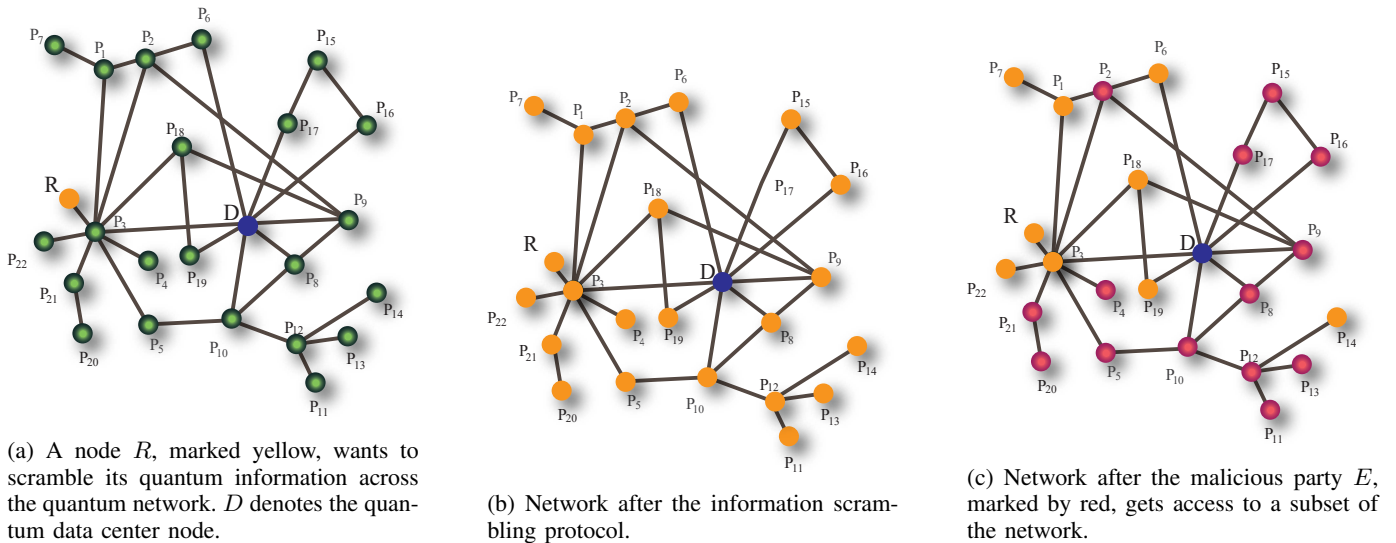 P6
P7
P1
P2
P15
P16
P17
P18
R
D
P9
P3
P22
P4
P19
P8
P21
P14
P20
P5
P10
P12
P13
P11
(a) A node R, marked yellow, wants to
scramble its quantum information across
the quantum network. D denotes the quan-
tum data center node.
P6
P7
P1
P2
P15
P16
P17
P18
R
D
P9
P3
P22
P4
P19
P8
P21
P14
P20
P5
P10
P12
P13
P11
(b) Network after the information scram-
bling protocol.
P6
P7
P1
P2
P15
P16
P17
P18
R
D
P9
P3
P22
P4
P19
P8
P21
P14
P20
P5
P10
P12
P13
P11
(c) Network after the malicious party E,
marked by red, gets access to a subset of
the network.